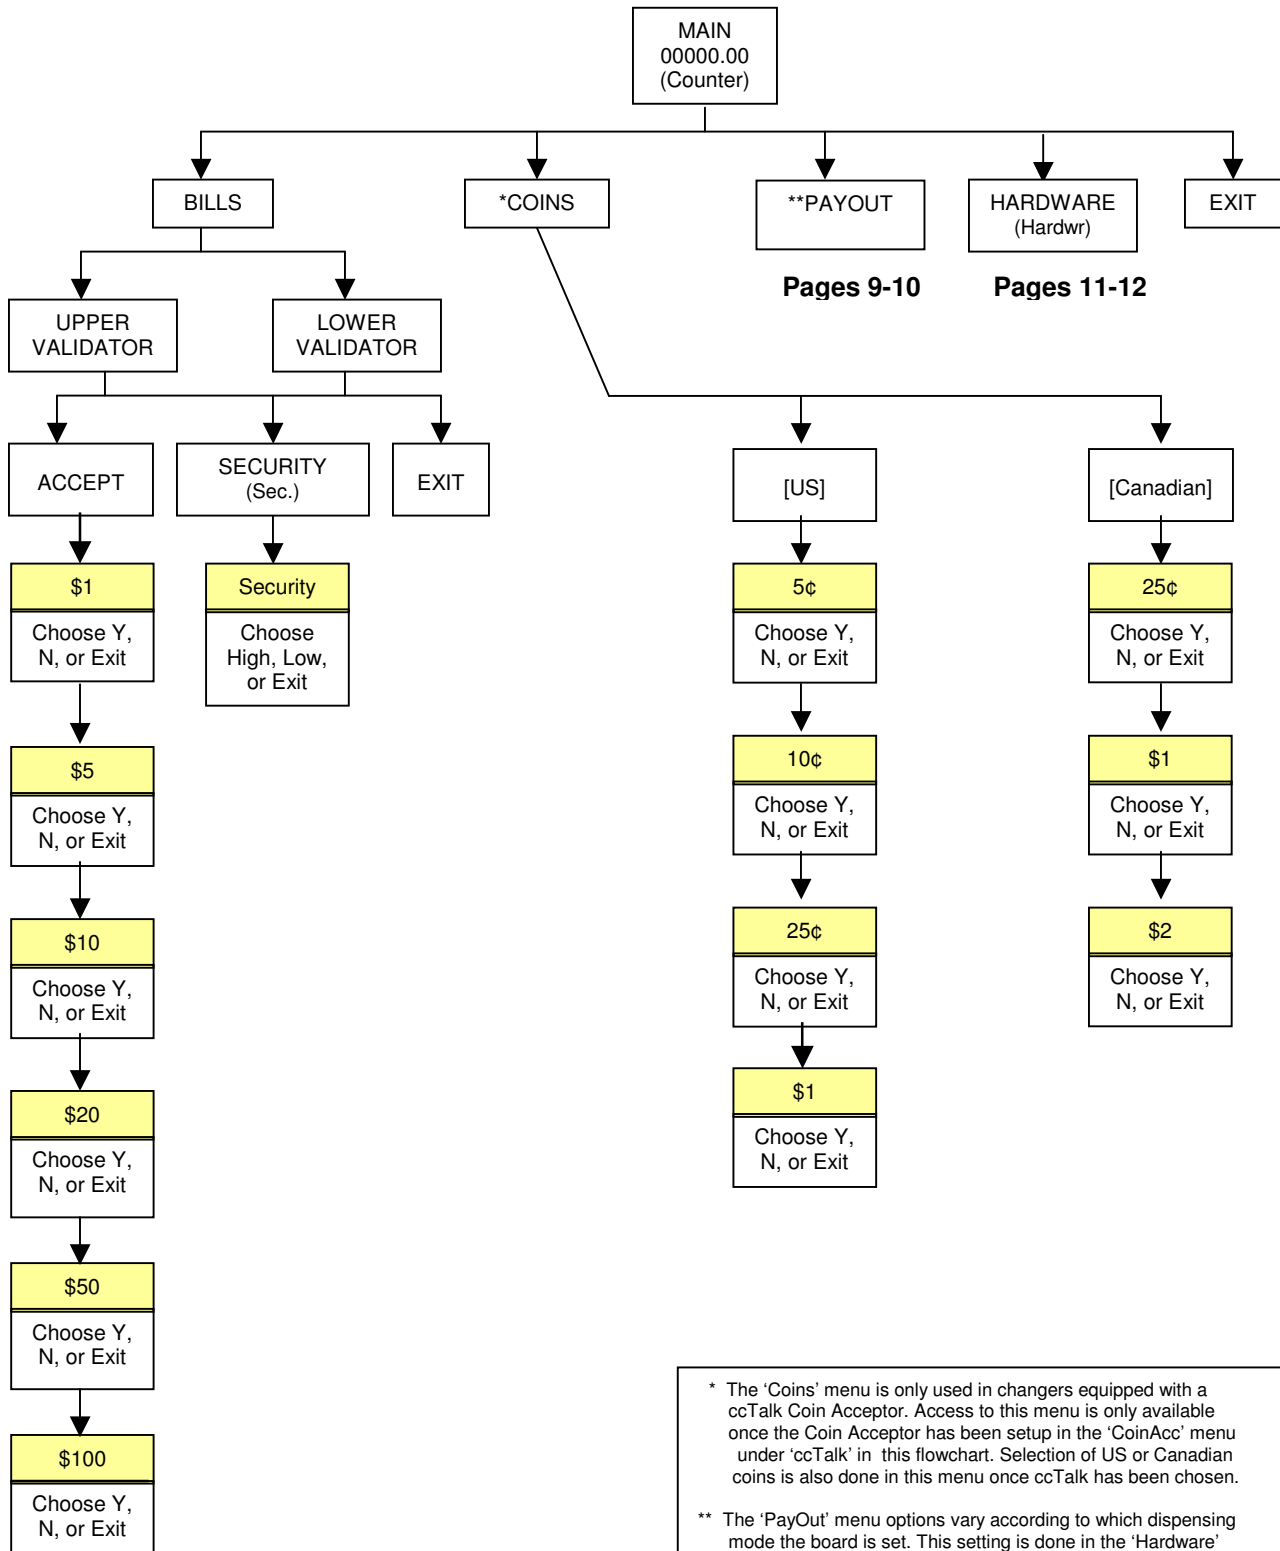 MAIN
00000.00
(Counter)
BILLS
*COINS
**PAYOUT
HARDWARE
(Hardwr)
EXIT
Pages 9-10
Pages 11-12
UPPER
VALIDATOR
LOWER
VALIDATOR
ACCEPT
SECURITY
(Sec.)
EXIT
[US]
[Canadian]
$1
Choose Y,
N, or Exit
Security
Choose
High, Low,
or Exit
5¢
Choose Y,
N, or Exit
25¢
Choose Y,
N, or Exit
$5
Choose Y,
N, or Exit
10¢
Choose Y,
N, or Exit
$1
Choose Y,
N, or Exit
$10
Choose Y,
N, or Exit
25¢
Choose Y,
N, or Exit
$2
Choose Y,
N, or Exit
$20
Choose Y,
N, or Exit
$1
Choose Y,
N, or Exit
$50
Choose Y,
N, or Exit
$100
Choose Y,
N, or Exit
* The ‘Coins’ menu is only used in changers equipped with a
ccTalk Coin Acceptor. Access to this menu is only available
once the Coin Acceptor has been setup in the ‘CoinAcc’ menu
under ‘ccTalk’ in this flowchart. Selection of US or Canadian
coins is also done in this menu once ccTalk has been chosen.
** The ‘PayOut’ menu options vary according to which dispensing
mode the board is set. This setting is done in the ‘Hardware’